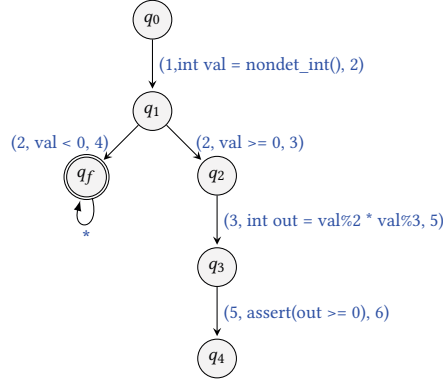 q0
(1,int val = nondet_int(), 2)
q1
(2, val < 0, 4)
(2, val >= 0, 3)
qf
q2
*
(3, int out = val%2 * val%3, 5)
q3
(5, assert(out >= 0), 6)
q4